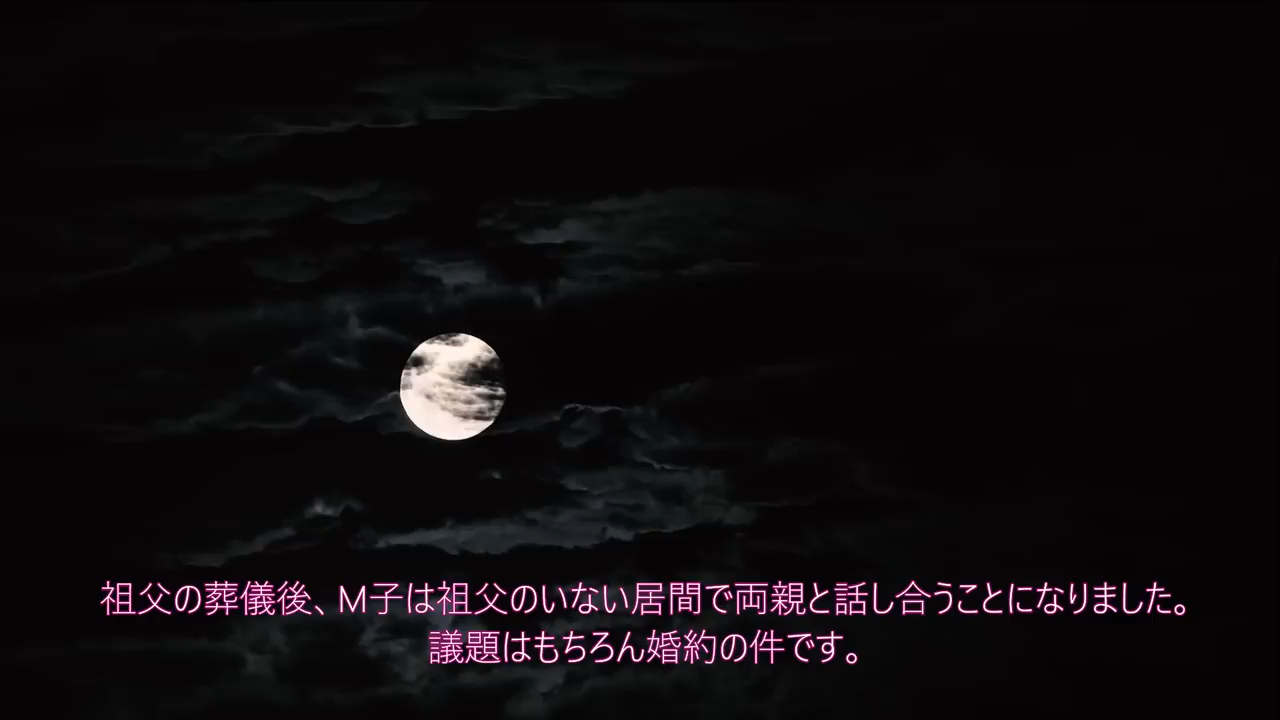 祖父の葬儀後、M子は祖父のいない居間で両親と話し合うことになりました。
議題はもちろん婚約の件です。